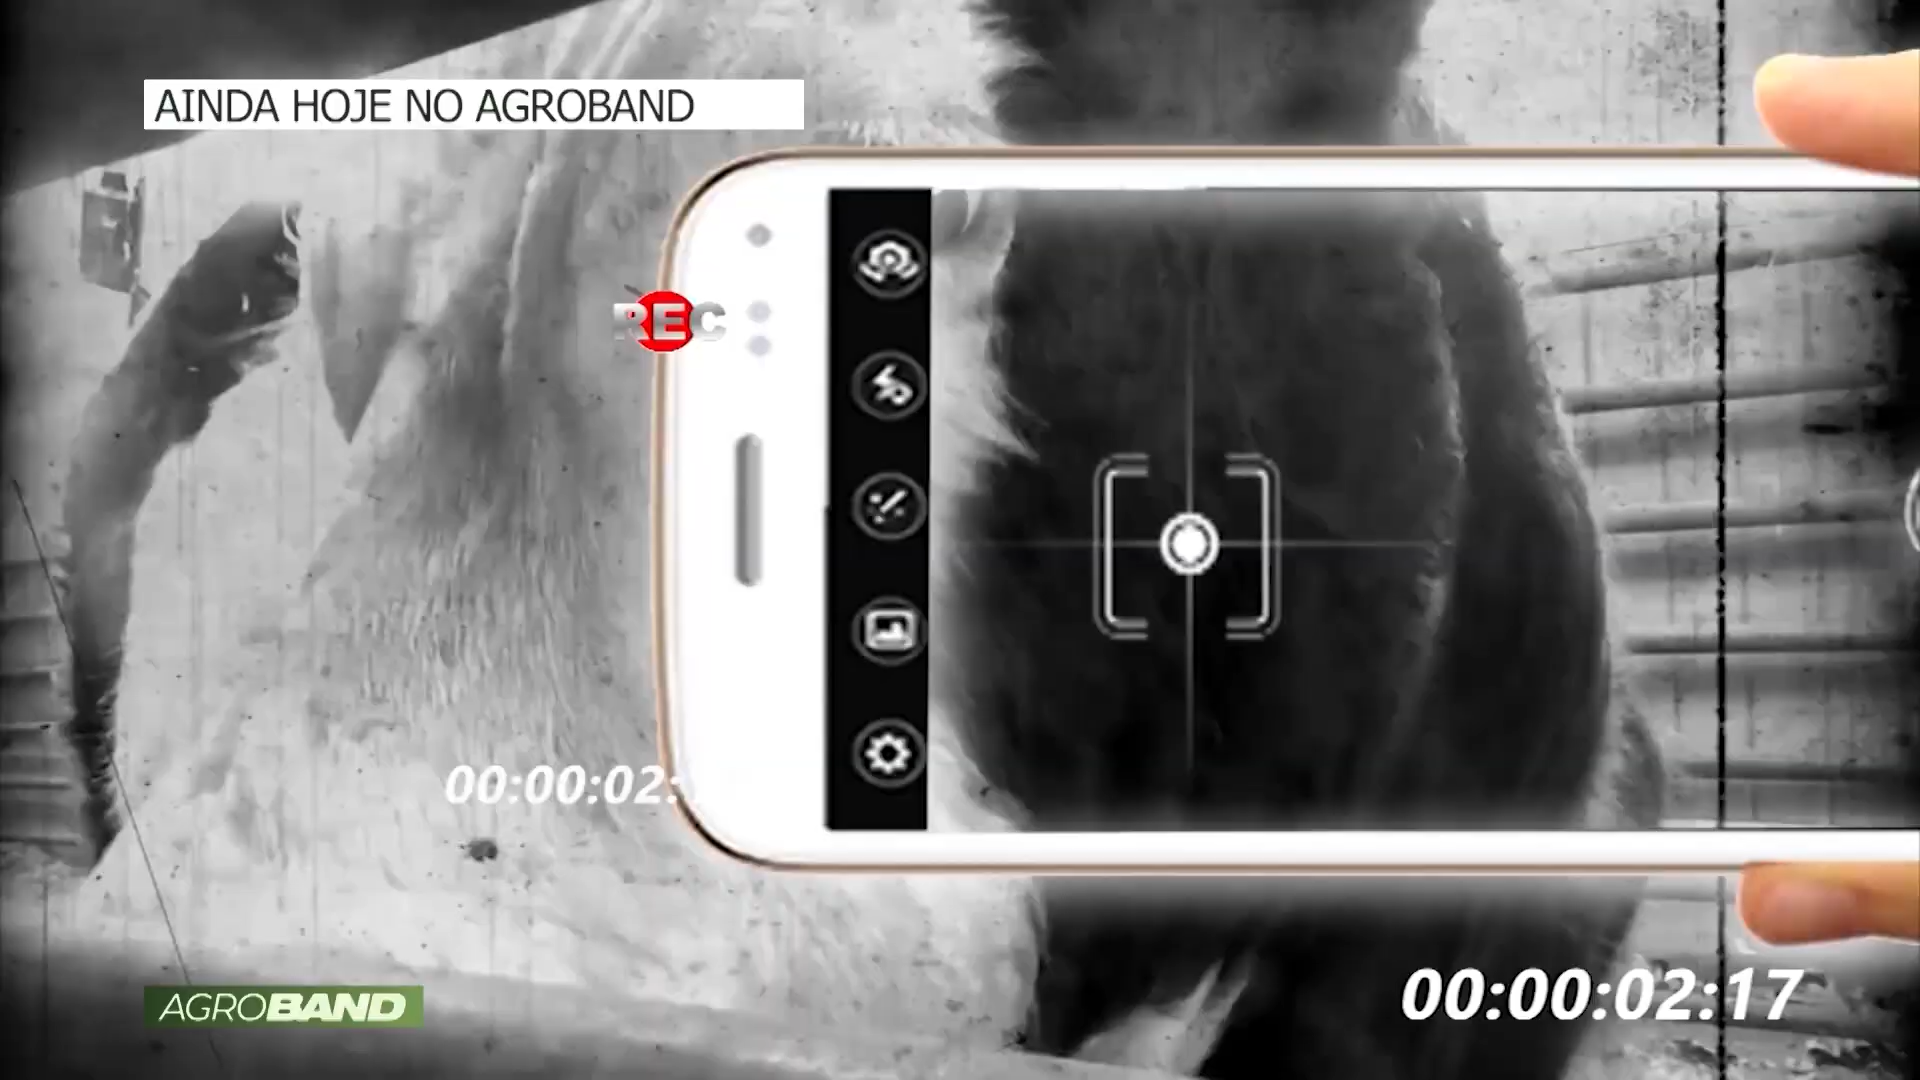 AINDA HOJE NO AGROBAND
REC
00:00:02:
AGROBAND
00:00:02:17